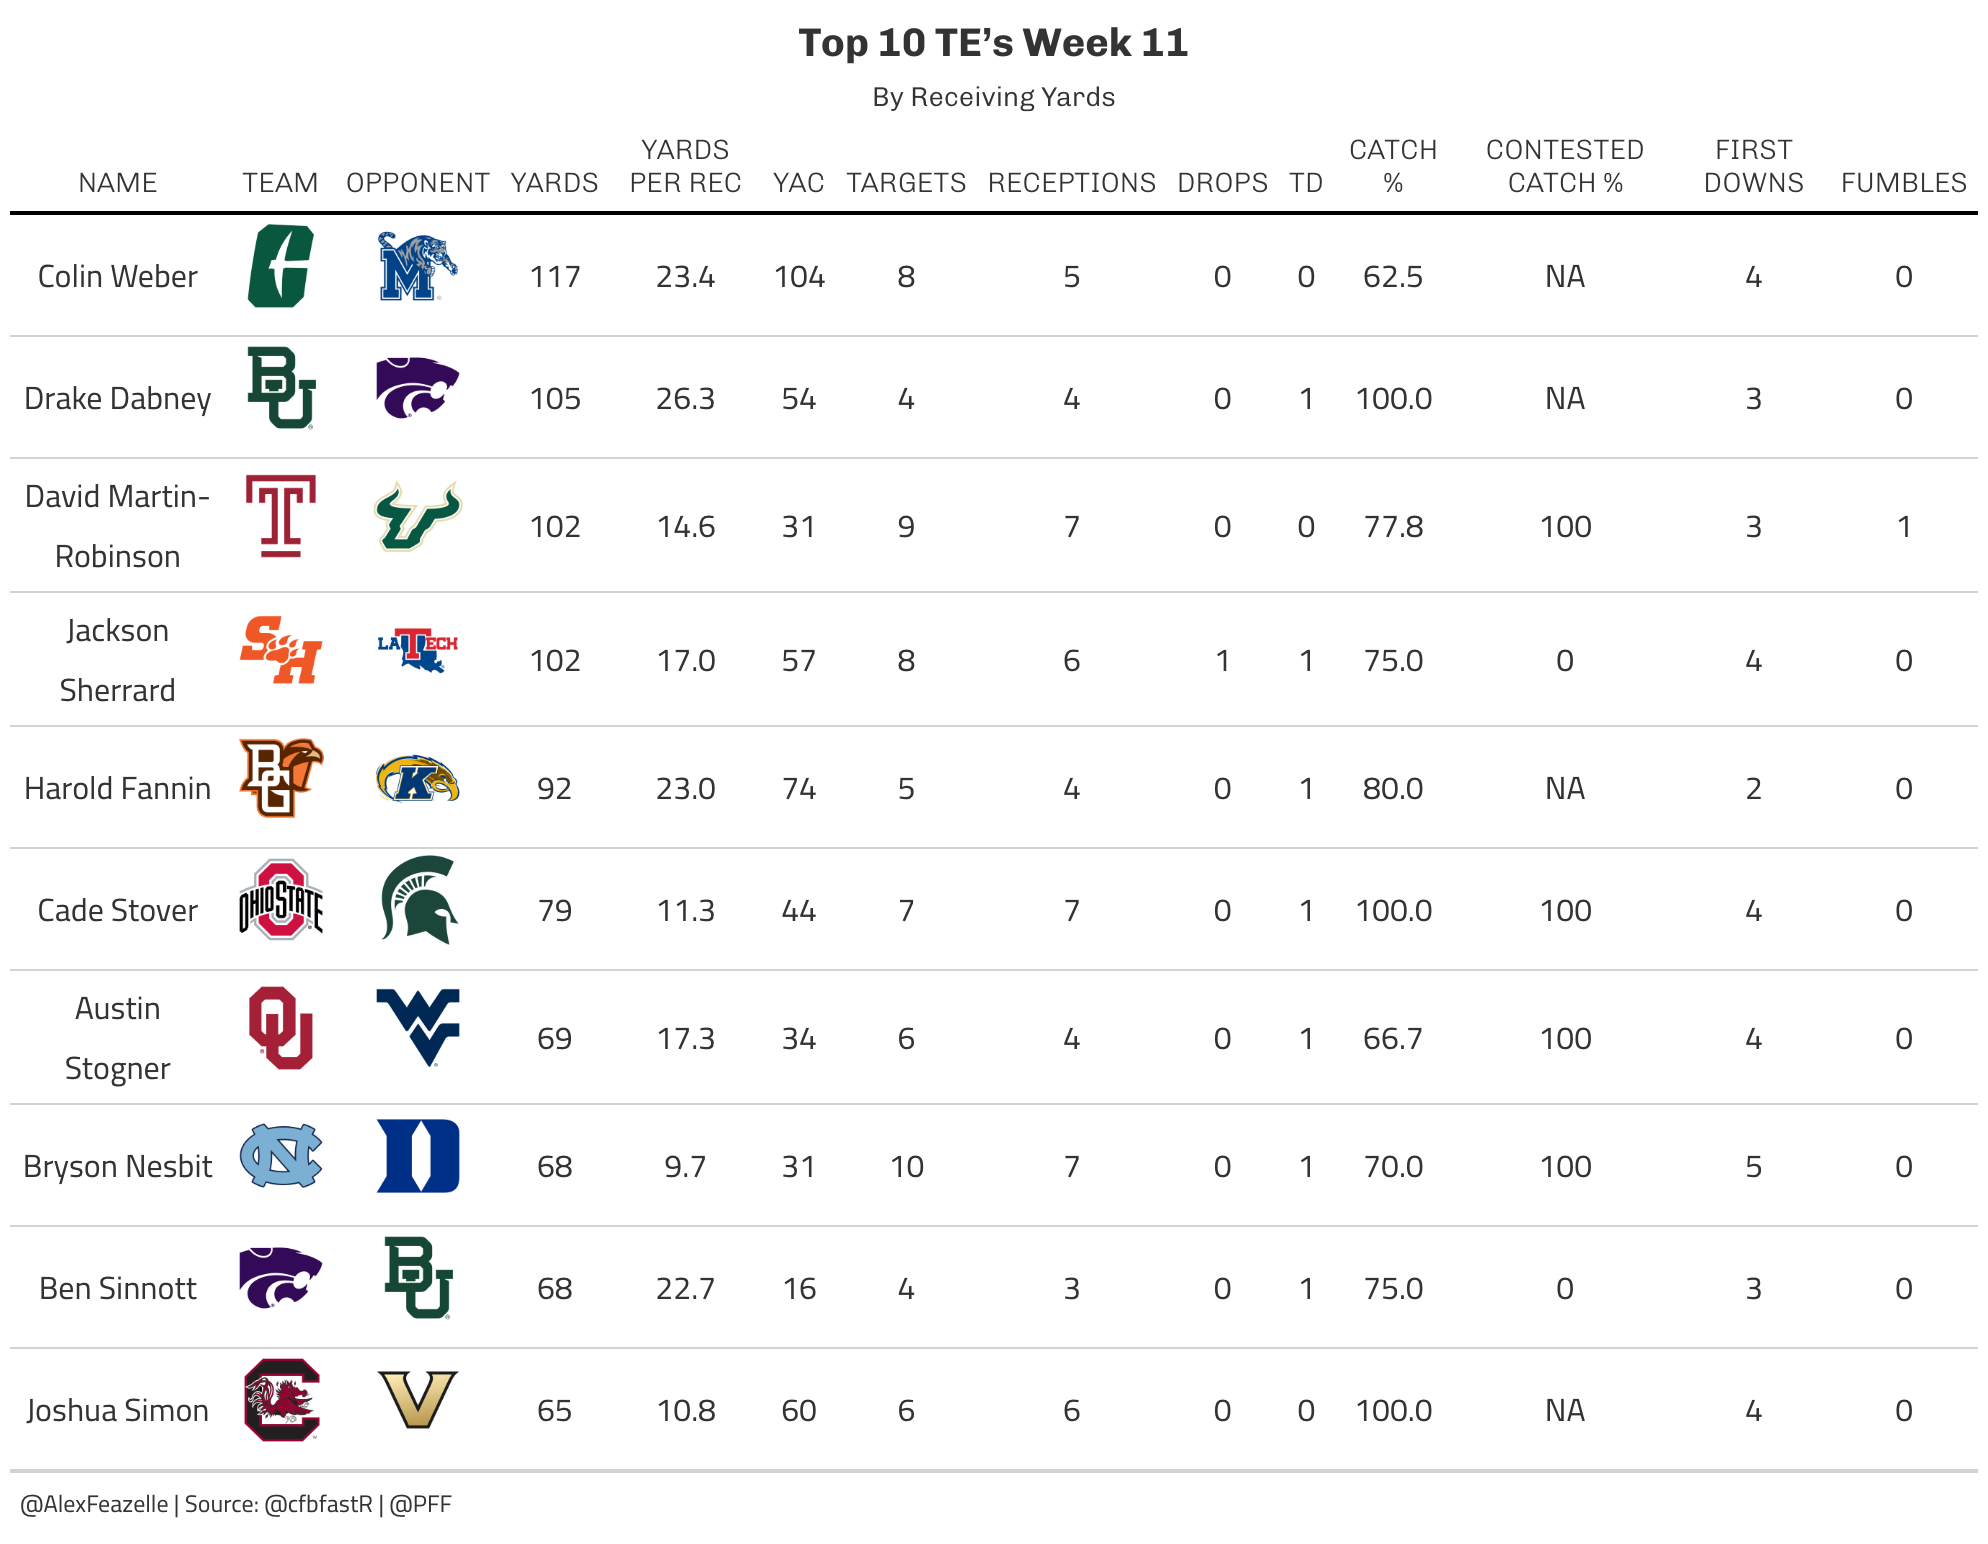 Top 10 TE’s Week 11
By Receiving Yards
NAME TEAM OPPONENT YARDS YARDS PER REC YAC TARGETS RECEPTIONS DROPS TD CATCH % CONTESTED CATCH % FIRST DOWNS FUMBLES
Colin Weber C M 117 23.4 104 8 5 0 0 62.5 NA 4 0
Drake Dabney BU 105 26.3 54 4 4 0 1 100.0 NA 3 0
David Martin-Robinson T 102 14.6 31 9 7 0 0 77.8 100 3 1
Jackson Sherrard SH LA TECH 102 17.0 57 8 6 1 1 75.0 0 4 0
Harold Fannin BG K 92 23.0 74 5 4 0 1 80.0 NA 2 0
Cade Stover OHIO STATE 79 11.3 44 7 7 0 1 100.0 100 4 0
Austin Stogner OU WV 69 17.3 34 6 4 0 1 66.7 100 4 0
Bryson Nesbit NC D 68 9.7 31 10 7 0 1 70.0 100 5 0
Ben Sinnott BU 68 22.7 16 4 3 0 1 75.0 0 3 0
Joshua Simon C V 65 10.8 60 6 6 0 0 100.0 NA 4 0
@AlexFeazelle | Source: @cfbfastR | @PFF